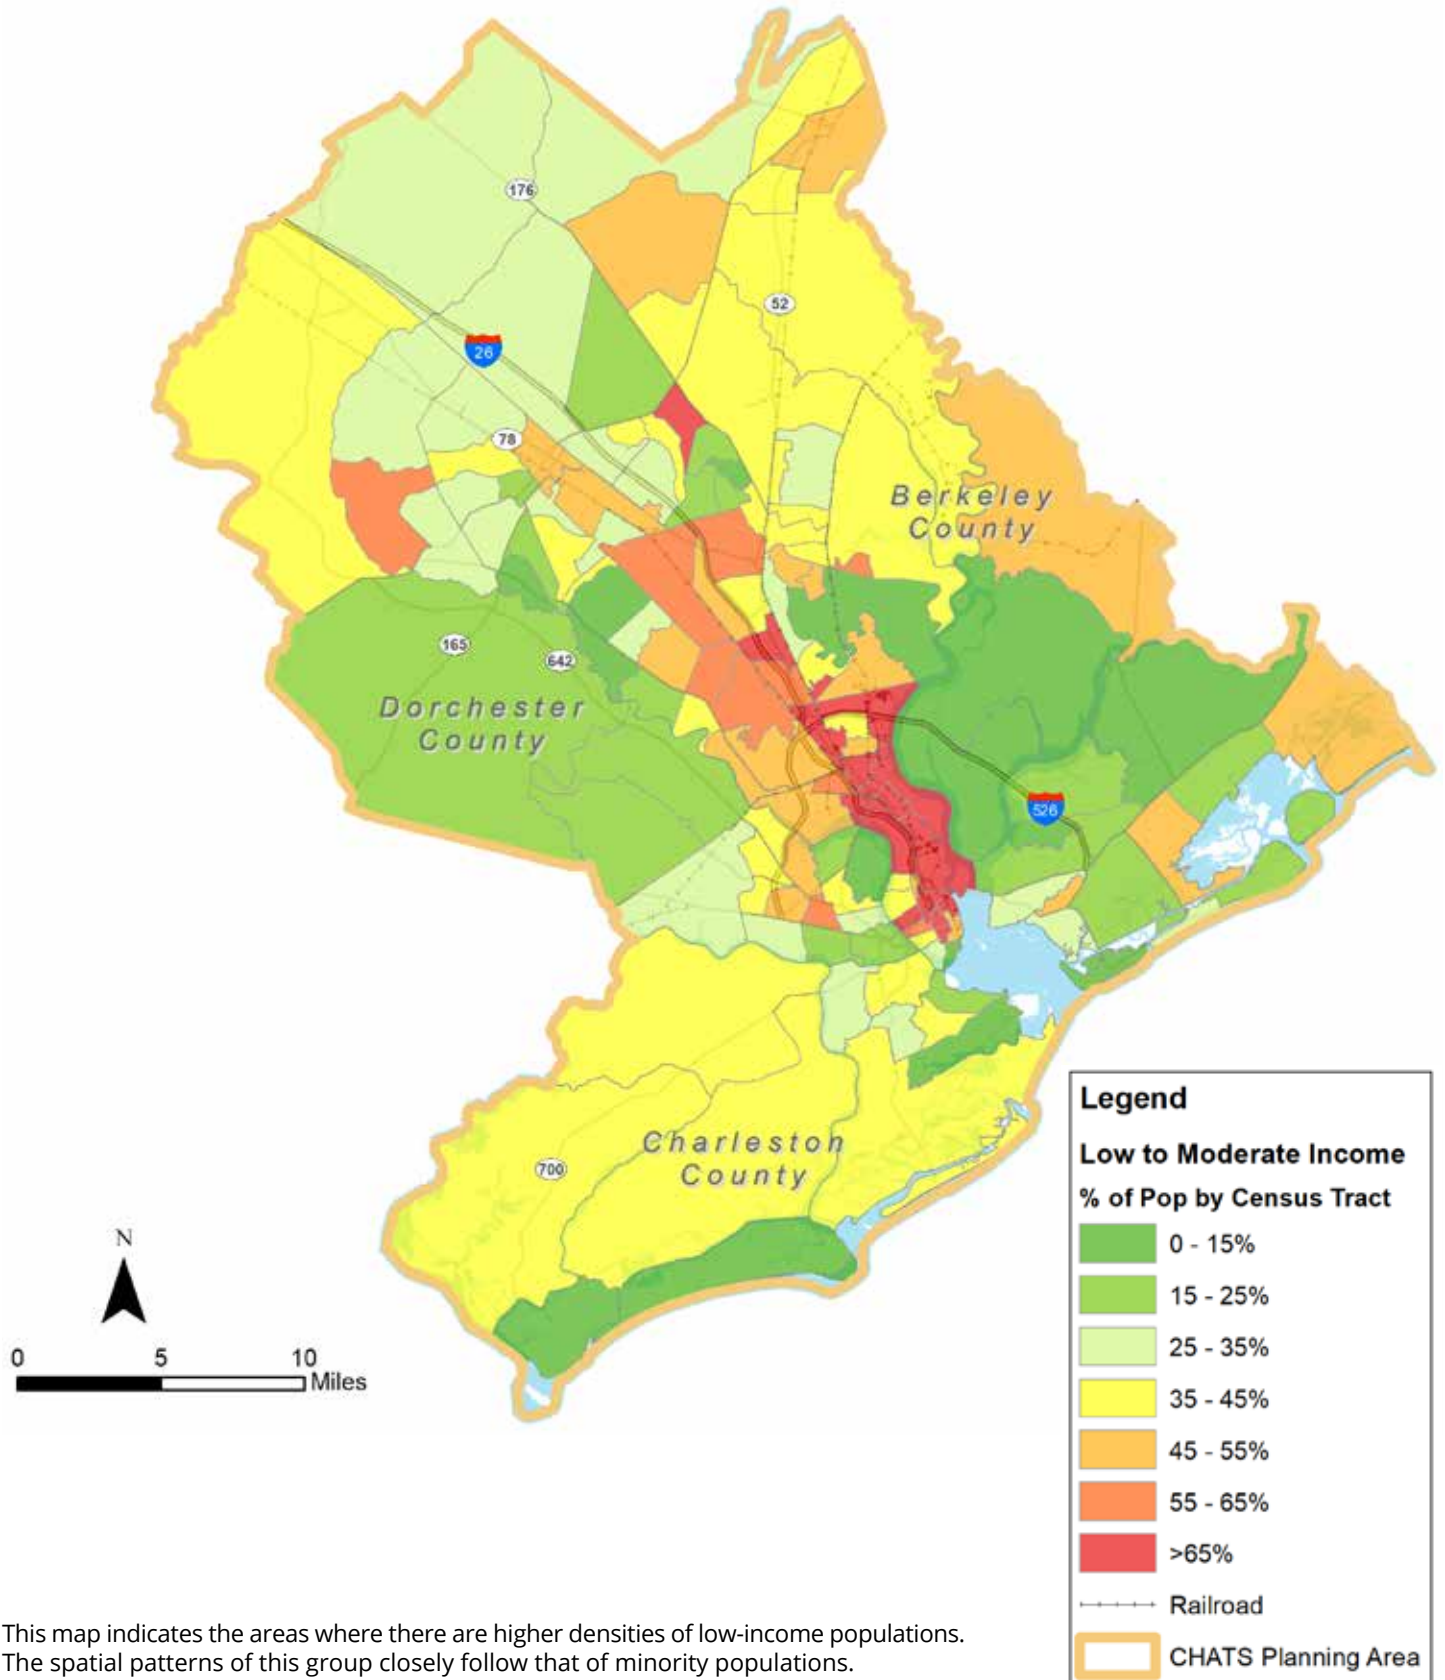 176
52
26
78
Berkeley
County
165
642
Dorchester
County
526
Charleston
County
700
N
0 5 10
Miles
Legend
Low to Moderate Income
% of Pop by Census Tract
0 - 15%
15 - 25%
25 - 35%
35 - 45%
45 - 55%
55 - 65%
>65%
Railroad
CHATS Planning Area
This map indicates the areas where there are higher densities of low-income populations.
The spatial patterns of this group closely follow that of minority populations.